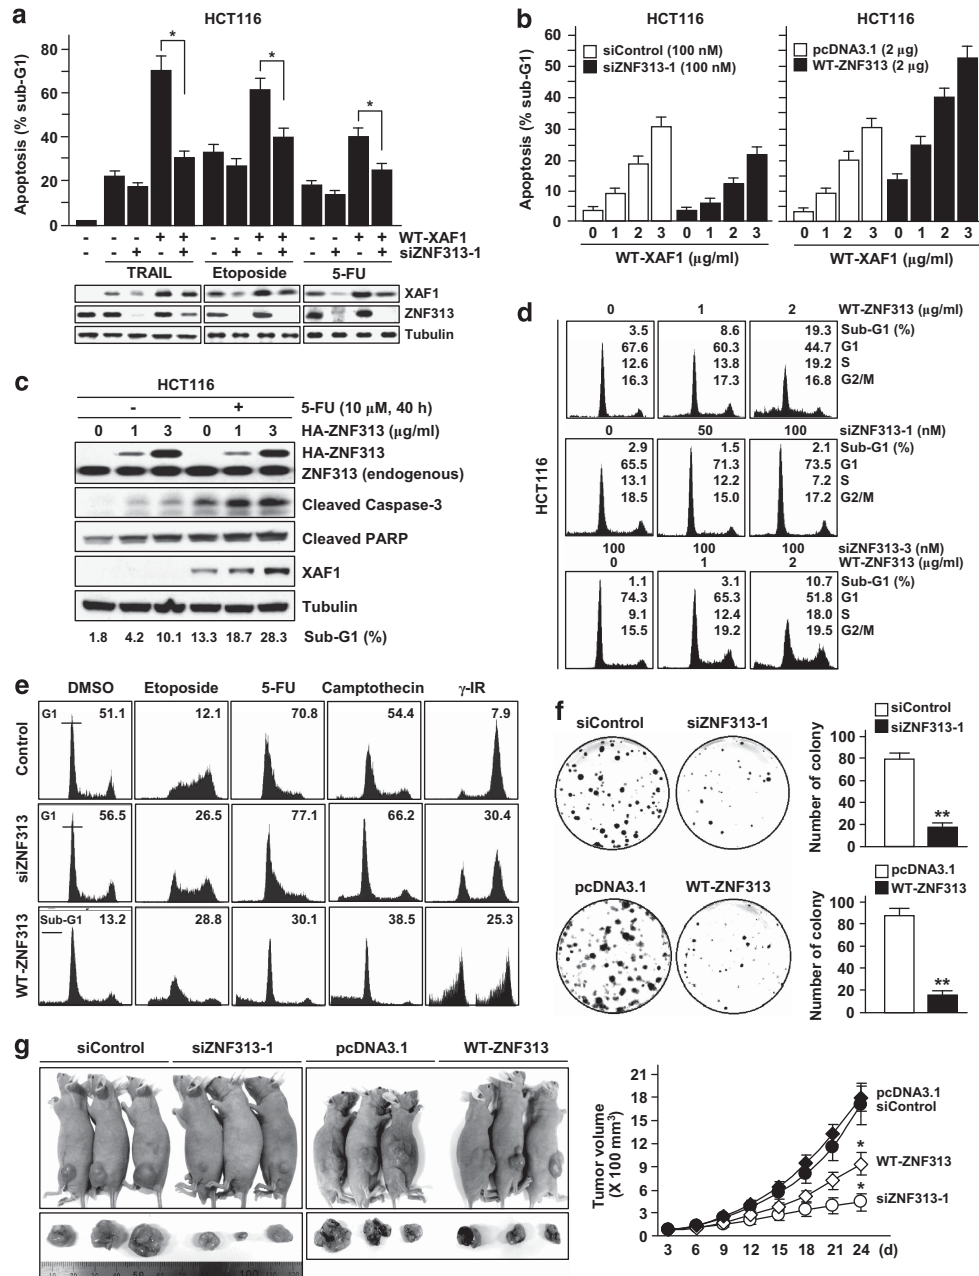 a
HCT116
Apoptosis (% sub-G1)
80
60
40
20
0
*
*
*
- - - + + - - + + - - + + WT-XAF1
- - + - + - + - + - + - + siZNF313-1
TRAIL Etoposide 5-FU
XAF1
ZNF313
Tubulin
b
HCT116
Apoptosis (% sub-G1)
60
50
40
30
20
10
0
siControl (100 nM)
siZNF313-1 (100 nM)
pcDNA3.1 (2 μg)
WT-ZNF313 (2 μg)
0 1 2 3 0 1 2 3 0 1 2 3 0 1 2 3
WT-XAF1 (μg/ml) WT-XAF1 (μg/ml)
c
HCT116
- + 5-FU (10 μM, 40 h)
0 1 3 0 1 3 HA-ZNF313 (μg/ml)
HA-ZNF313
ZNF313 (endogenous)
Cleaved Caspase-3
Cleaved PARP
XAF1
Tubulin
1.8 4.2 10.1 13.3 18.7 28.3 Sub-G1 (%)
d
HCT116
0 1 2 WT-ZNF313 (μg/ml)
3.5 8.6 19.3 Sub-G1 (%)
67.6 60.3 44.7 G1
12.6 13.8 19.2 S
16.3 17.3 16.8 G2/M
0 50 100 siZNF313-1 (nM)
2.9 1.5 2.1 Sub-G1 (%)
65.5 71.3 73.5 G1
13.1 12.2 7.2 S
18.5 15.0 17.2 G2/M
100 100 100 siZNF313-3 (nM)
0 1 2 WT-ZNF313 (μg/ml)
1.1 3.1 10.7 Sub-G1 (%)
74.3 65.3 51.8 G1
9.1 12.4 18.0 S
15.5 19.2 19.5 G2/M
e
DMSO Etoposide 5-FU Camptothecin γ-IR
Control
G1 51.1 12.1 70.8 54.4 7.9
siZNF313
G1 56.5 26.5 77.1 66.2 30.4
WT-ZNF313
Sub-G1 13.2 28.8 30.1 38.5 25.3
f
siControl siZNF313-1
siControl
siZNF313-1
Number of colony
100
80
60
40
20
0
**
pcDNA3.1 WT-ZNF313
pcDNA3.1
WT-ZNF313
Number of colony
100
80
60
40
20
0
**
g
siControl siZNF313-1 pcDNA3.1 WT-ZNF313
Tumor volume
(X 100 mm³)
21
18
15
12
9
6
3
0
pcDNA3.1
siControl
*
WT-ZNF313
*
siZNF313-1
3 6 9 12 15 18 21 24 (d)